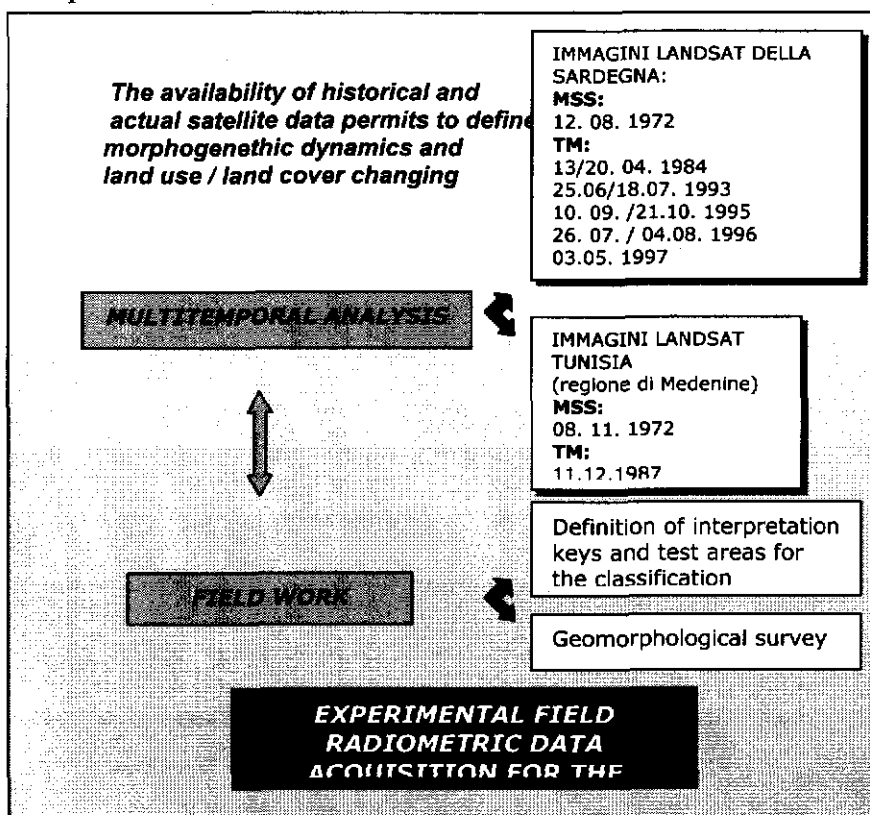 The availability of historical and
actual satellite data permits to define
morphogenethic dynamics and
land use / land cover changing
IMMAGINI LANDSAT DELLA
SARDEGNA:
MSS:
12. 08. 1972
TM:
13/20. 04. 1984
25.06/18.07. 1993
10. 09. /21.10. 1995
26. 07. / 04.08. 1996
03.05. 1997
MULTITEMPORAL ANALYSIS
IMMAGINI LANDSAT
TUNISIA
(regione di Medenine)
MSS:
08. 11. 1972
TM:
11.12.1987
FIELD WORK
Definition of interpretation
keys and test areas for
the classification
Geomorphological survey
EXPERIMENTAL FIELD
RADIOMETRIC DATA
ACQUISITION FOR THE